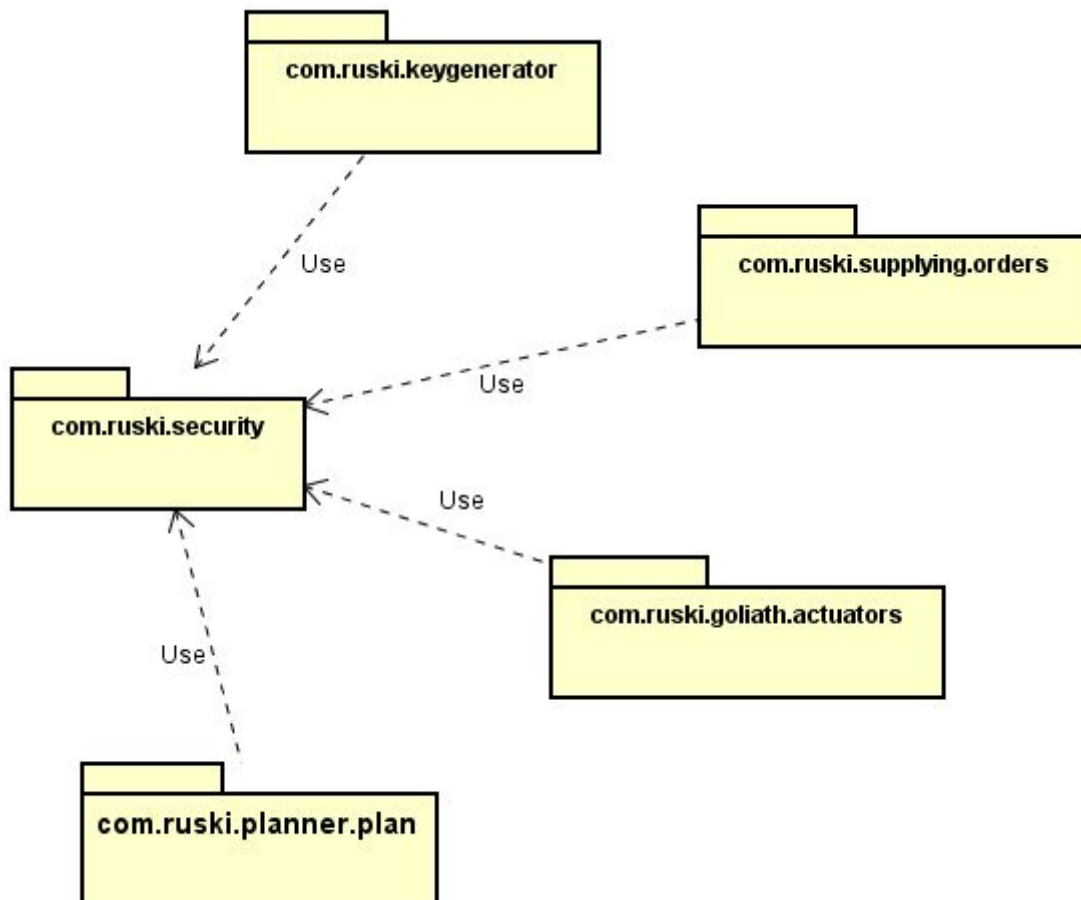 com.ruski.keygenerator
Use
com.ruski.supplying.orders
Use
com.ruski.security
Use
com.ruski.goliath.actuators
Use
com.ruski.planner.plan